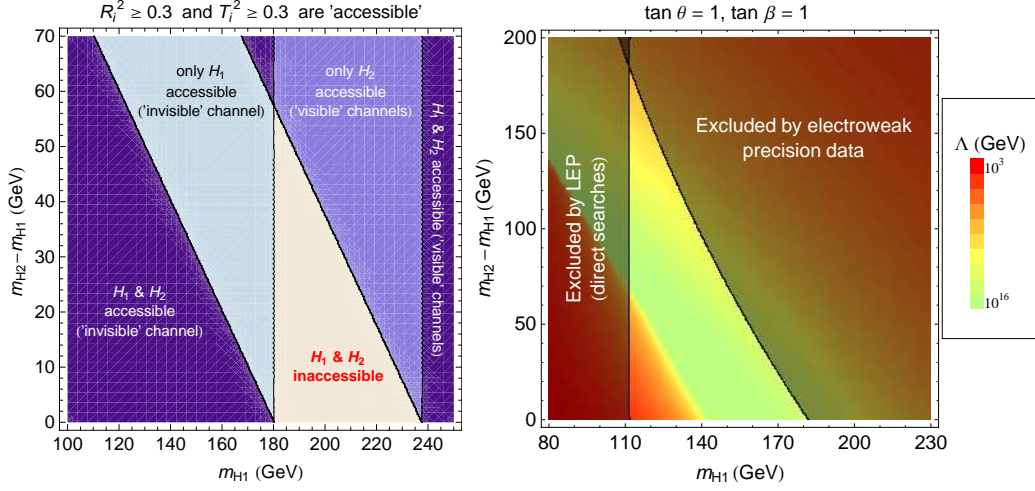 R_i^2 ≥ 0.3 and T_i^2 ≥ 0.3 are 'accessible'
70
60
50
40
30
20
10
0
m_H2−m_H1 (GeV)
only H_1
accessible
('invisible' channel)
only H_2
accessible
('visible' channels)
H_1 & H_2 accessible ('visible' channels)
H_1 & H_2
accessible
('invisible' channel)
H_1 & H_2
inaccessible
100 120 140 160 180 200 220 240
m_H1 (GeV)
tan θ = 1, tan β = 1
200
150
100
50
0
m_H2−m_H1 (GeV)
Excluded by LEP
(direct searches)
Excluded by electroweak
precision data
80 110 140 170 200 230
m_H1 (GeV)
Λ (GeV)
10^3
10^16